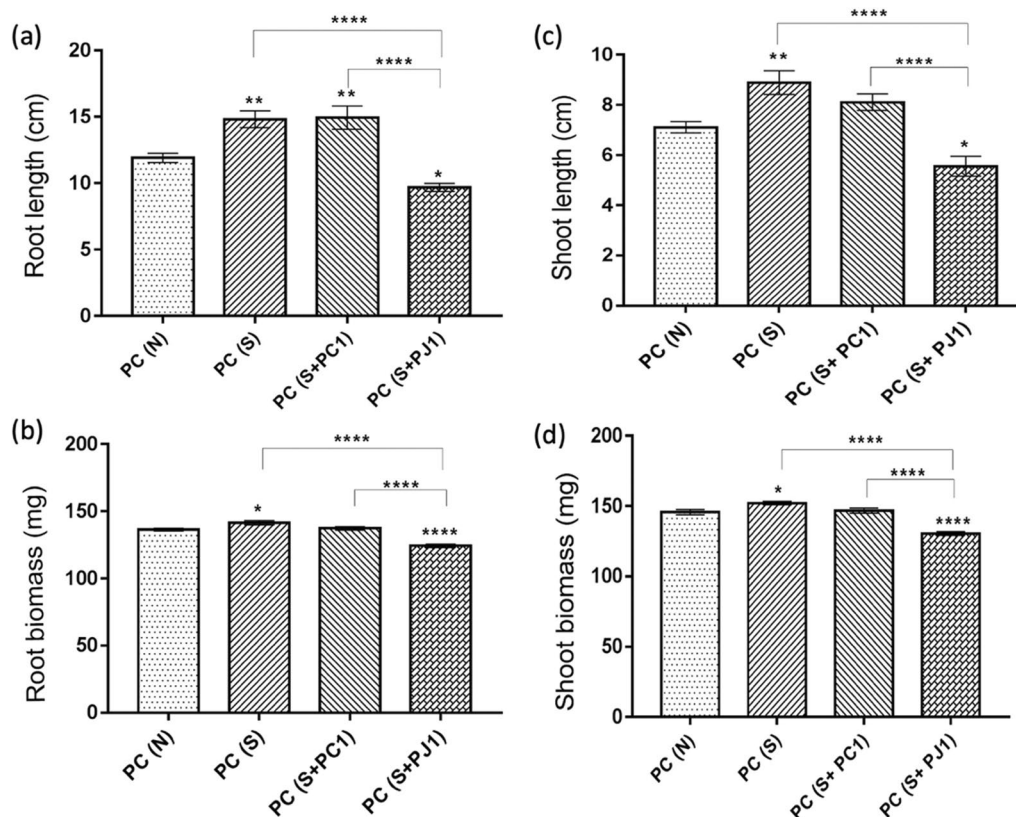 (a)
****
****
20
15
10
5
0
Root length (cm)
**
**
*
PC (N)
PC (S)
PC (S+PC1)
PC (S+PJ1)
(c)
****
****
10
8
6
4
2
0
Shoot length (cm)
**
*
PC (N)
PC (S)
PC (S+ PC1)
PC (S+ PJ1)
(b)
****
****
200
150
100
50
0
Root biomass (mg)
*
****
PC (N)
PC (S)
PC (S+PC1)
PC (S+PJ1)
(d)
****
****
200
150
100
50
0
Shoot biomass (mg)
*
****
PC (N)
PC (S)
PC (S+ PC1)
PC (S+ PJ1)